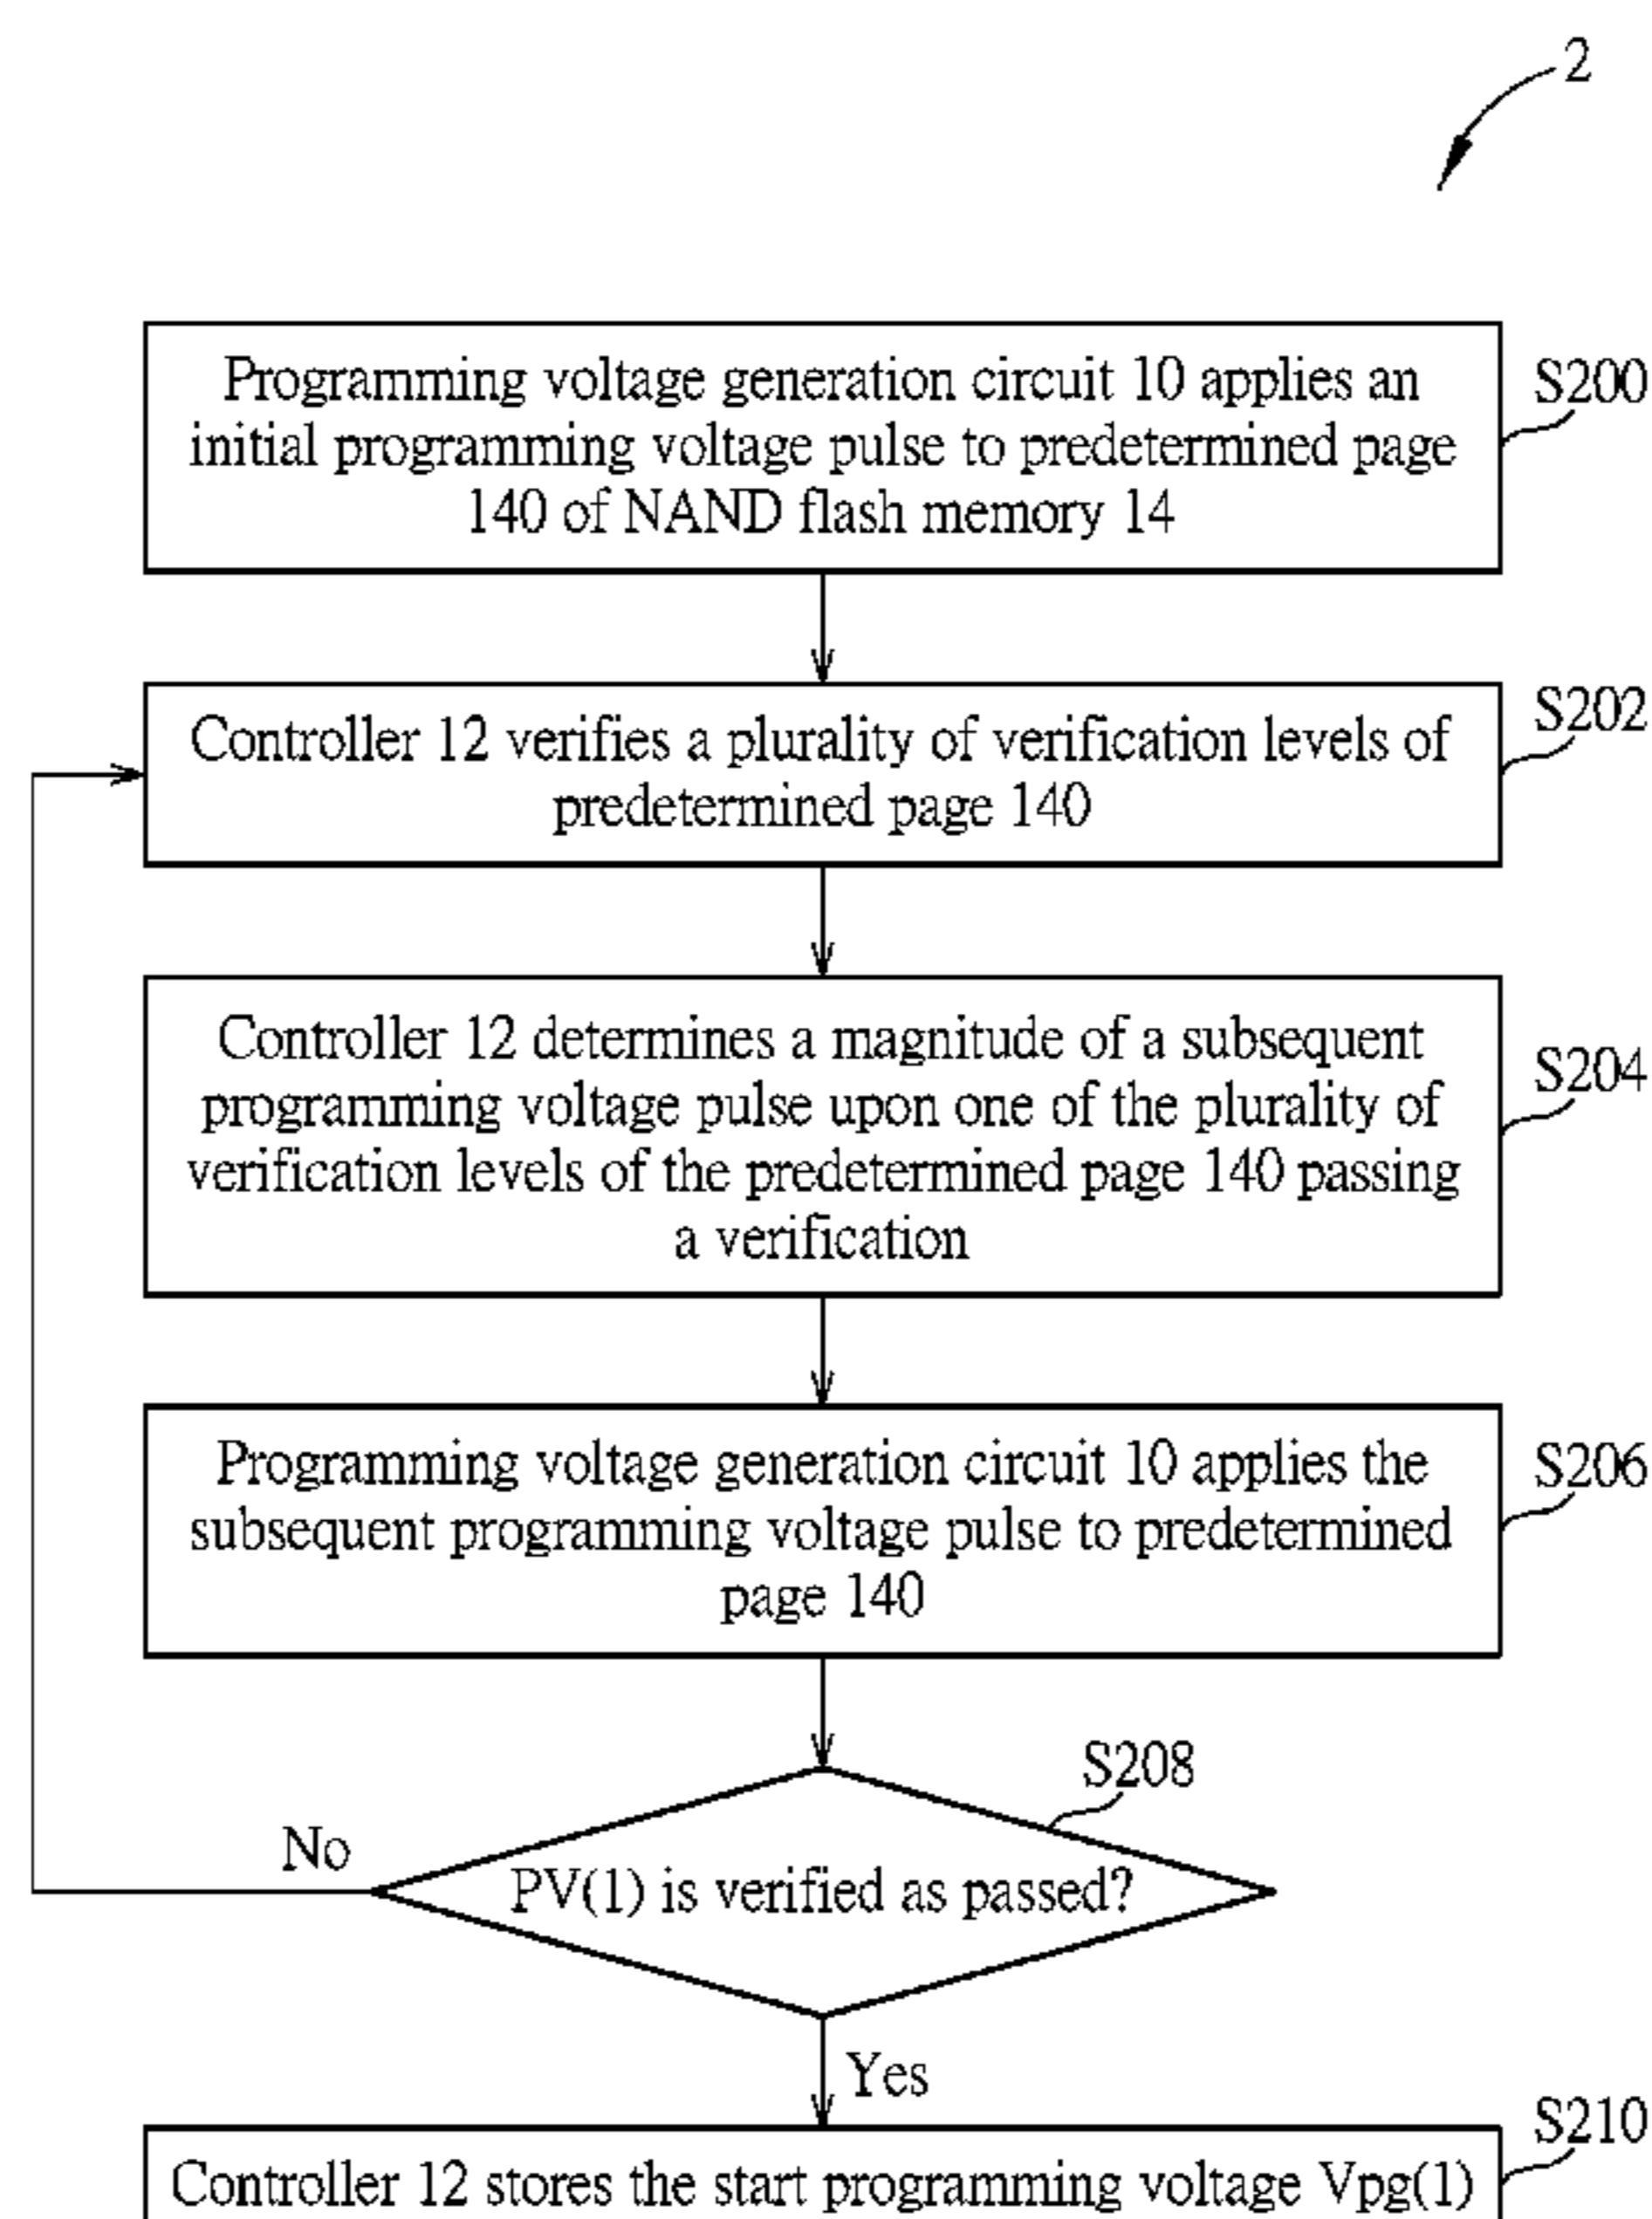 2
Programming voltage generation circuit 10 applies an
initial programming voltage pulse to predetermined page
140 of NAND flash memory 14
S200
Controller 12 verifies a plurality of verification levels of
predetermined page 140
S202
Controller 12 determines a magnitude of a subsequent
programming voltage pulse upon one of the plurality of
verification levels of the predetermined page 140 passing
a verification
S204
Programming voltage generation circuit 10 applies the
subsequent programming voltage pulse to predetermined
page 140
S206
S208
No
PV(1) is verified as passed?
Yes
S210
Controller 12 stores the start programming voltage Vpg(1)